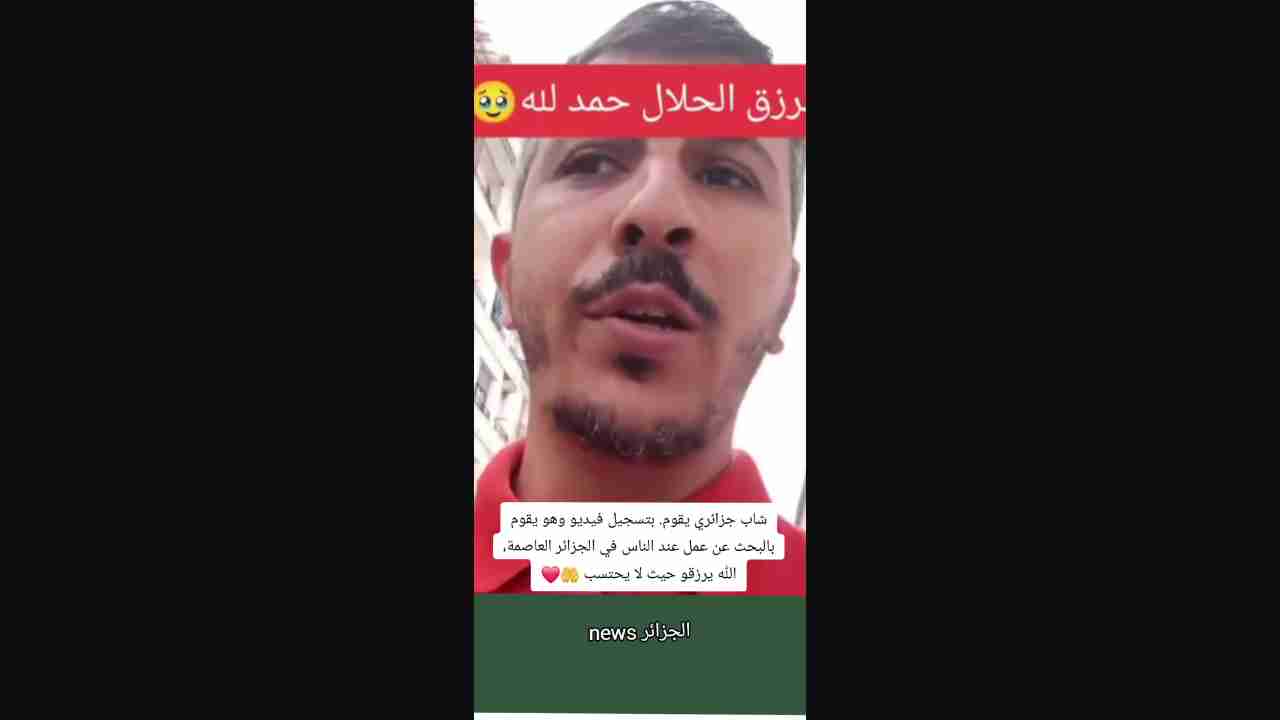 رزق الحلال حمد لله🥹
شاب جزائري يقوم. بتسجيل فيديو وهو يقوم
بالبحث عن عمل عند الناس في الجزائر العاصمة,
الله يرزقو حيث لا يحتسب 🤲❤️
الجزائر news